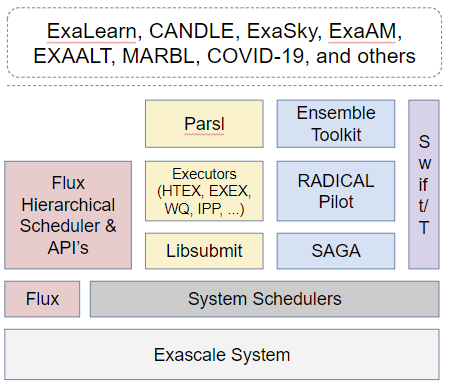 ExaLearn, CANDLE, ExaSky, ExaAM,
EXAALT, MARBL, COVID-19, and others
Parsl
Ensemble
Toolkit
S
w
if
t/
T
Flux
Hierarchical
Scheduler &
API's
Executors
(HTEX, EXEX,
WQ, IPP, ...)
RADICAL
Pilot
Libsubmit
SAGA
Flux
System Schedulers
Exascale System